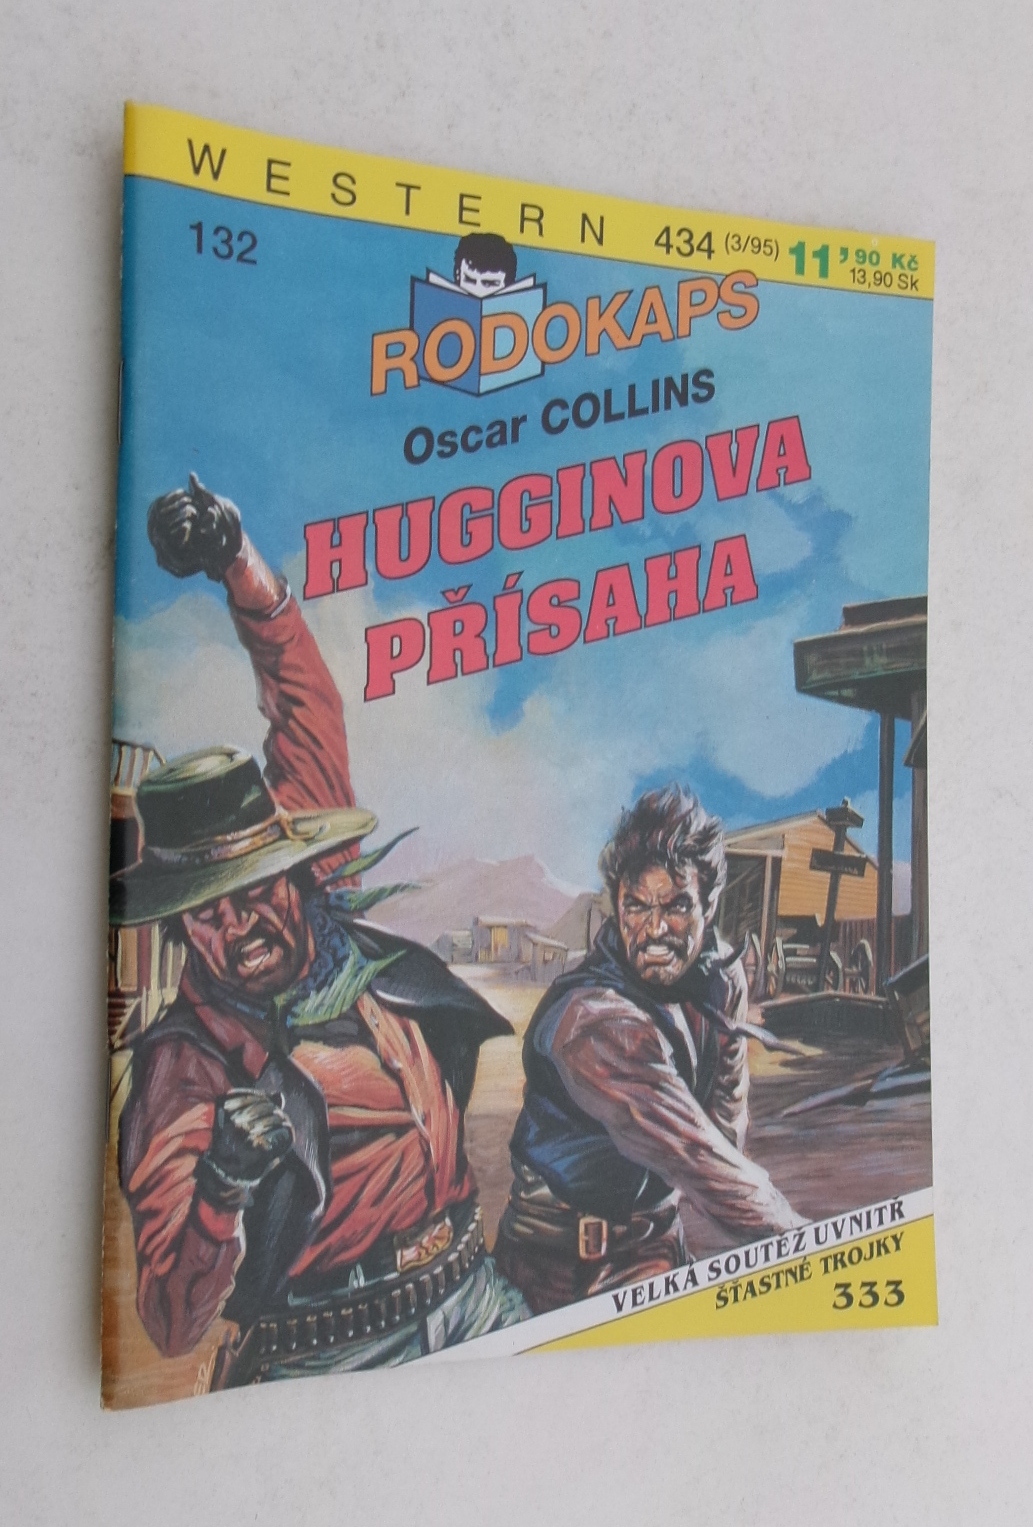 WESTERN
132
434 (3/95) 11,90 Kč
13,90 Sk
RODOKAPS
Oscar COLLINS
HUGGINOVA
PŘÍSAHA
VELKÁ SOUTĚŽ UVNITŘ
ŠŤASTNÉ TROJKY
333